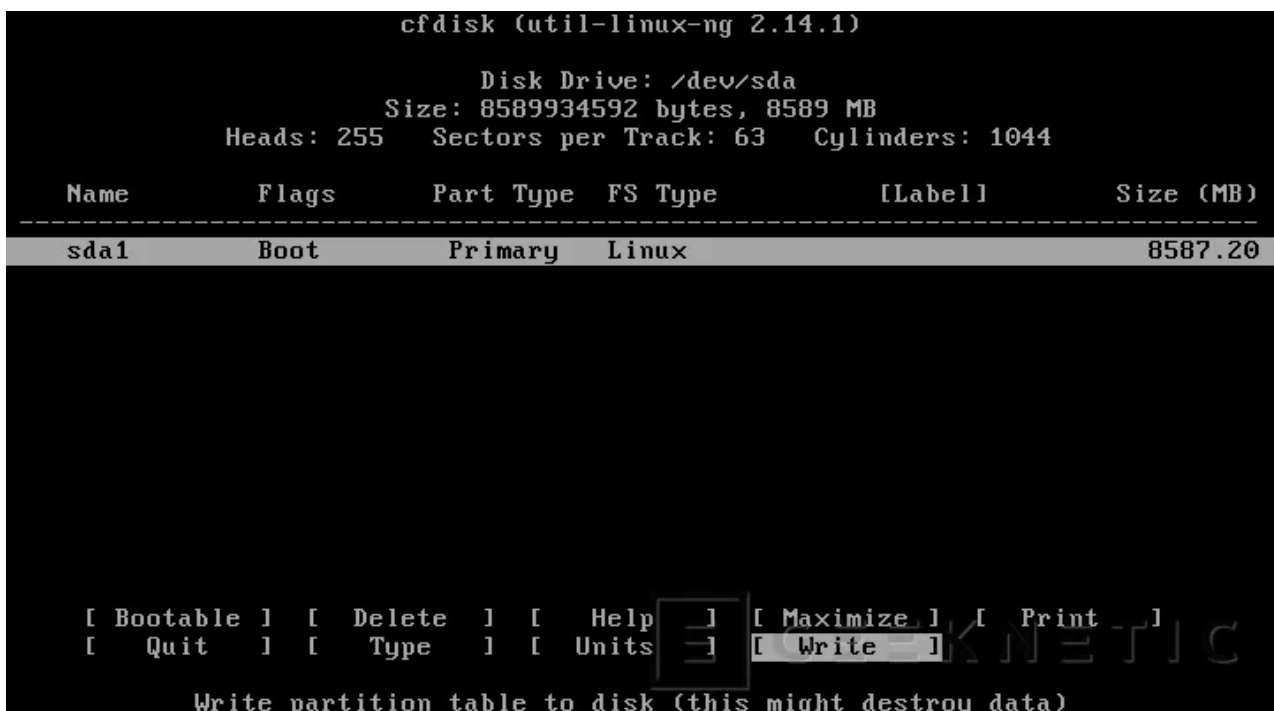 cfdisk (util-linux-ng 2.14.1)
Disk Drive: /dev/sda
Size: 8589934592 bytes, 8589 MB
Heads: 255 Sectors per Track: 63 Cylinders: 1044
Name Flags Part Type FS Type [Label] Size (MB)
sda1 Boot Primary Linux 8587.20
[ Bootable ] [ Delete ] [ Help ] [ Maximize ] [ Print ]
[ Quit ] [ Type ] [ Units ] [ Write ]
GEEKNETIC
Write partition table to disk (this might destroy data)